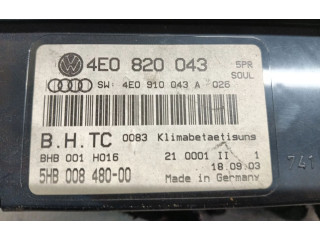 4E0 820 043 5PR
SOUL
SW: 4E0 910 043 A 026
B.H.TC 0083 Klimabetaetisuns
BHB 001 H016 21 0001 II 1
18.09.03
5HB 008 480-00 Made in Germany
741